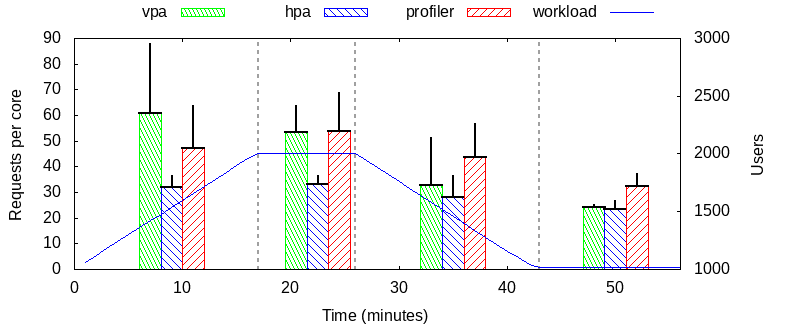 vpa hpa profiler workload
90 3000
80
70 2500
60
50 2000
40
30 1500
20
10
0 1000
Requests per core
Users
0 10 20 30 40 50
Time (minutes)